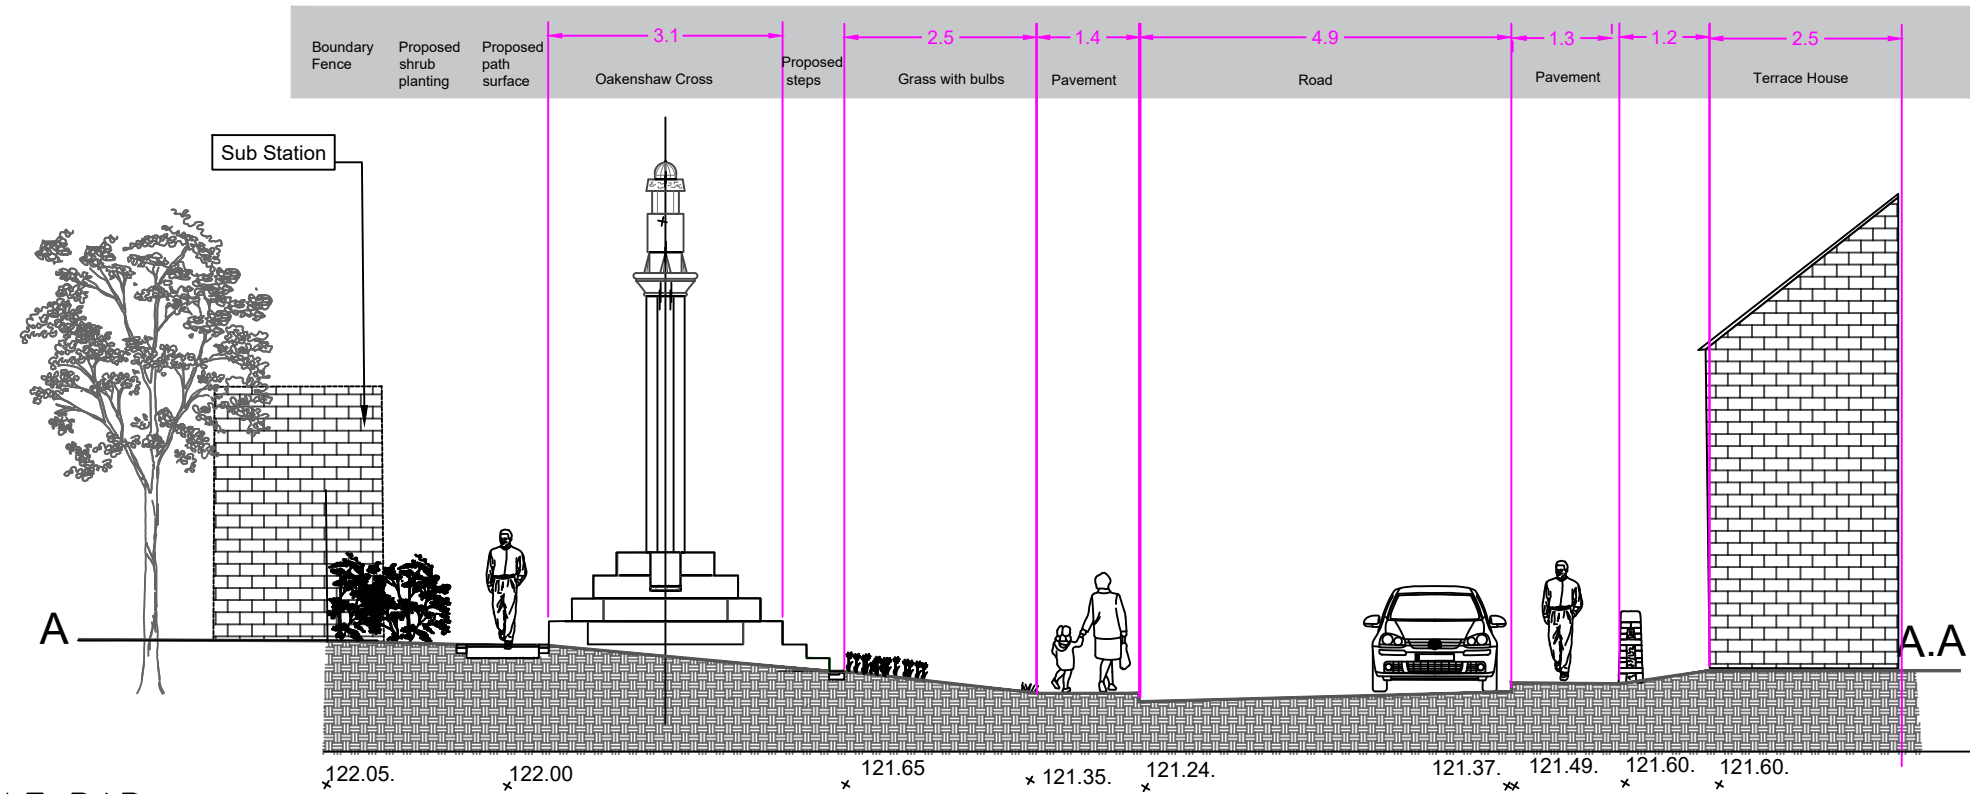 3.1
2.5
1.4
4.9
1.3
1.2
2.5
Boundary
Fence
Proposed
shrub
planting
Proposed
path
surface
Oakenshaw Cross
Proposed
steps
Grass with bulbs
Pavement
Road
Pavement
Terrace House
Sub Station
A
A.A
122.05.
122.00
121.65
121.35.
121.24.
121.37.
121.49.
121.60.
121.60.